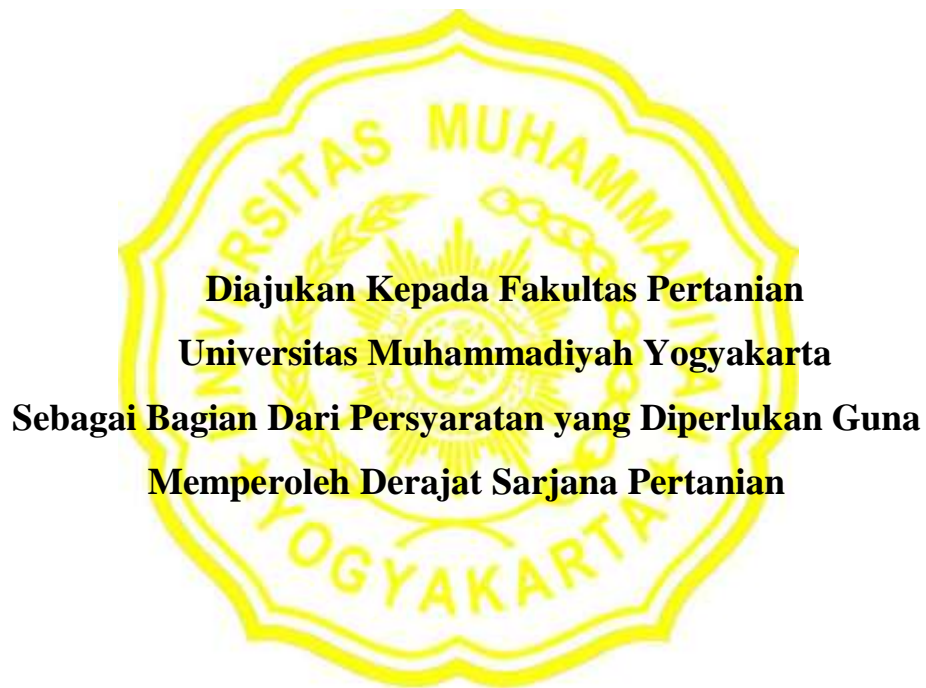 UNIVERSITAS MUHAMMADIYAH
Diajukan Kepada Fakultas Pertanian
Universitas Muhammadiyah Yogyakarta
Sebagai Bagian Dari Persyaratan yang Diperlukan Guna
Memperoleh Derajat Sarjana Pertanian
YOGYAKARTA